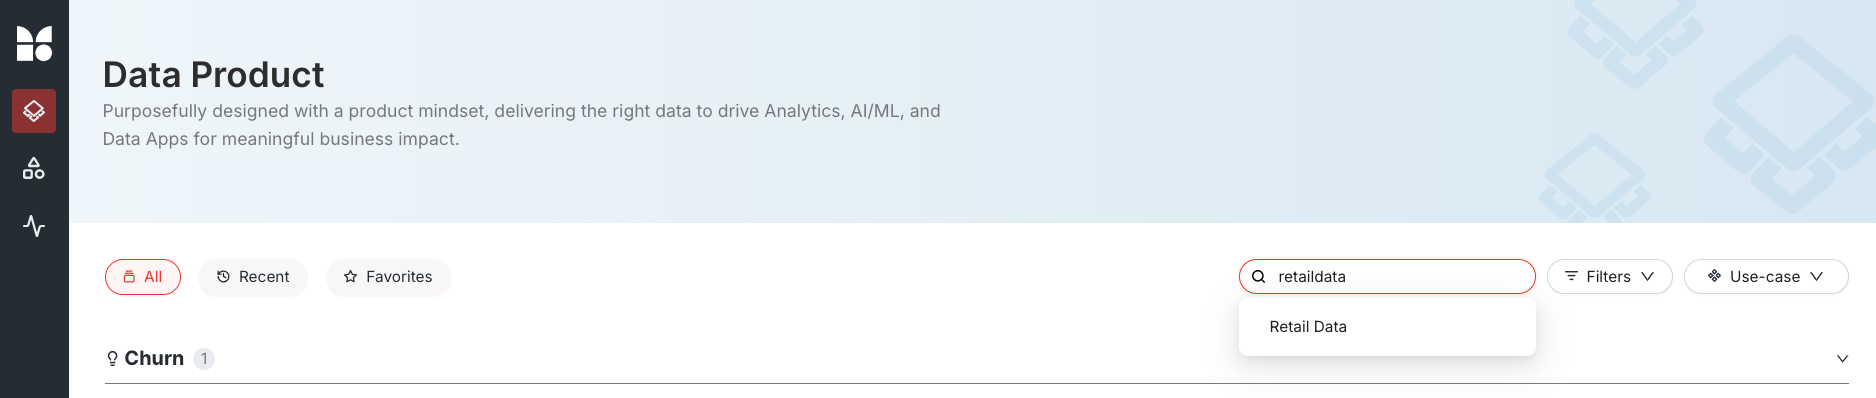 Data Product
Purposefully designed with a product mindset, delivering the right data to drive Analytics, AI/ML, and
Data Apps for meaningful business impact.
All Recent Favorites retaildata Filters Use-case
Retail Data
Churn 1